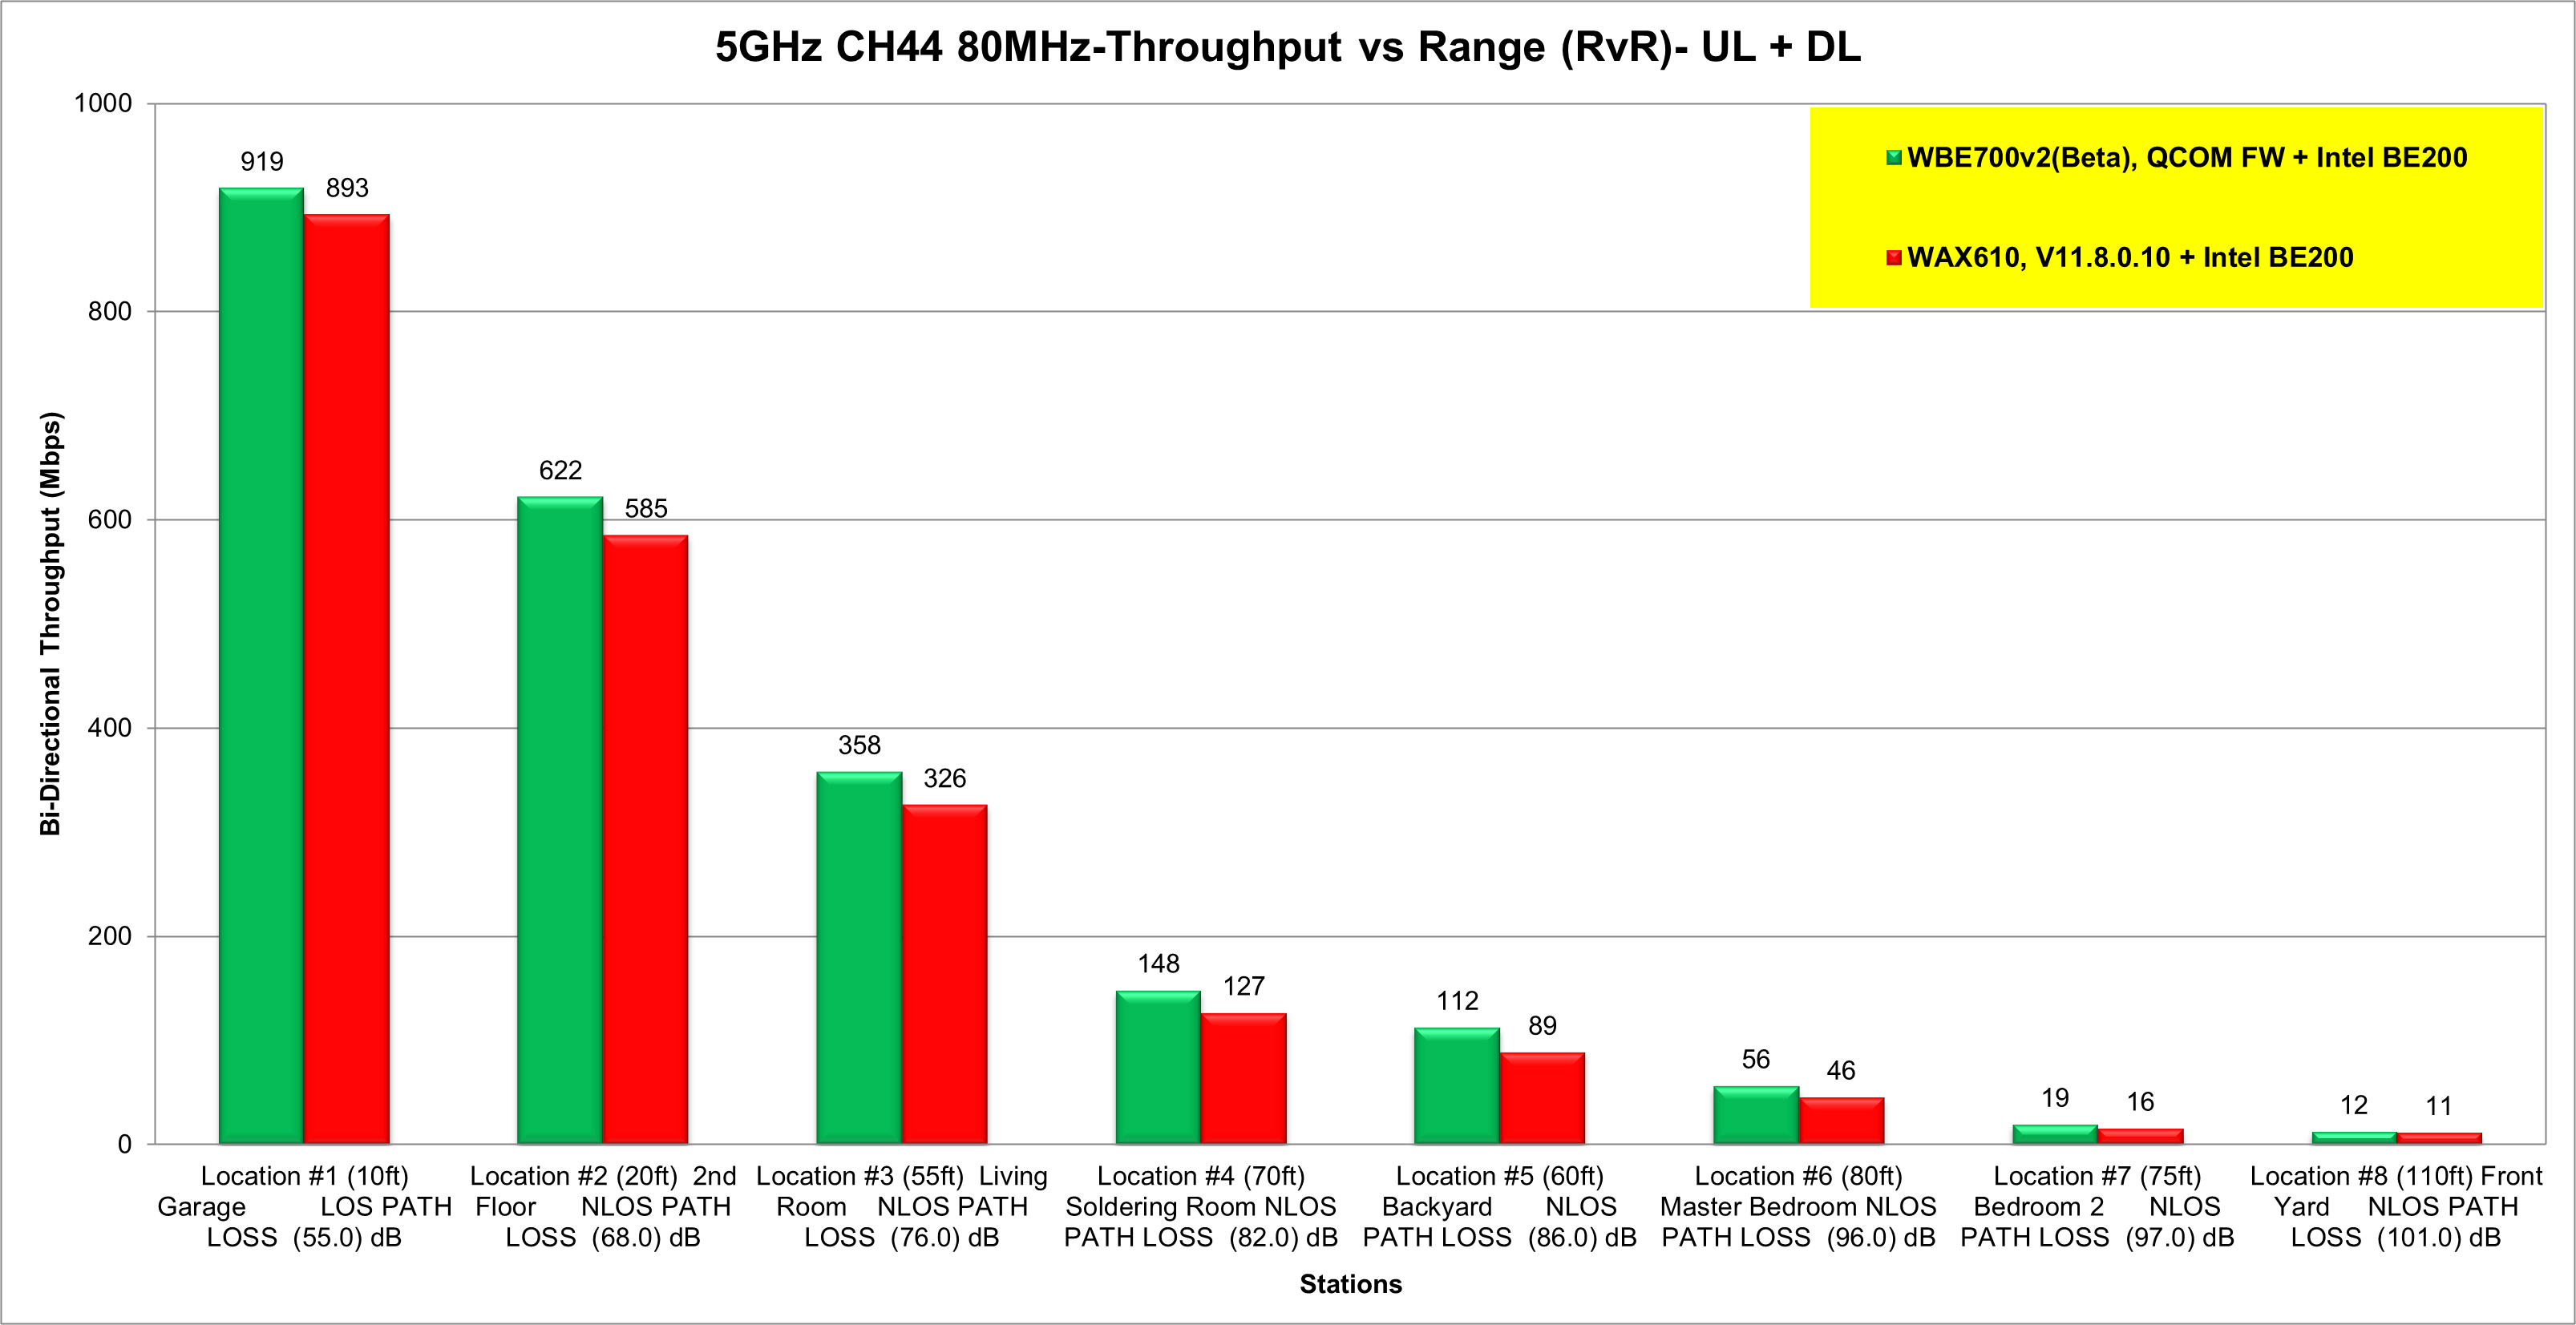 5GHz CH44 80MHz-Throughput vs Range (RvR)- UL + DL
WBE700v2(Beta), QCOM FW + Intel BE200
WAX610, V11.8.0.10 + Intel BE200
Bi-Directional Throughput (Mbps)
1000
800
600
400
200
0
919
893
622
585
358
326
148
127
112
89
56
46
19
16
12
11
Location #1 (10ft)
Garage LOS PATH
LOSS (55.0) dB
Location #2 (20ft) 2nd
Floor NLOS PATH
LOSS (68.0) dB
Location #3 (55ft) Living
Room NLOS PATH
LOSS (76.0) dB
Location #4 (70ft)
Soldering Room NLOS
PATH LOSS (82.0) dB
Location #5 (60ft)
Backyard NLOS
PATH LOSS (86.0) dB
Location #6 (80ft)
Master Bedroom NLOS
PATH LOSS (96.0) dB
Location #7 (75ft)
Bedroom 2 NLOS
PATH LOSS (97.0) dB
Location #8 (110ft) Front
Yard NLOS PATH
LOSS (101.0) dB
Stations